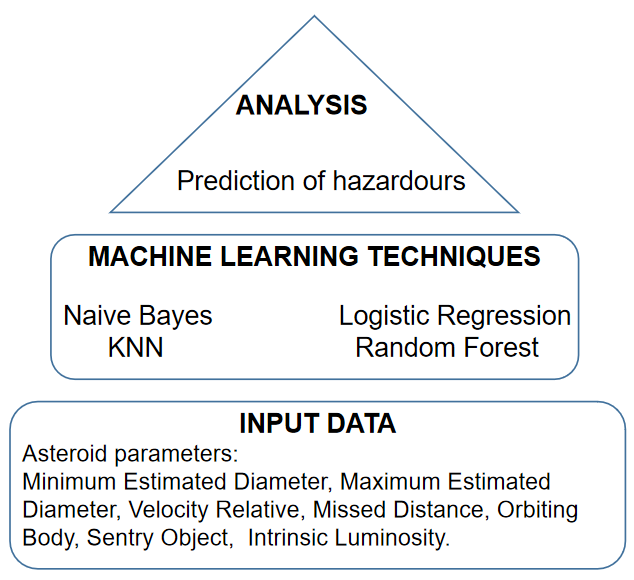 ANALYSIS
Prediction of hazardours
MACHINE LEARNING TECHNIQUES
Naive Bayes
Logistic Regression
KNN
Random Forest
INPUT DATA
Asteroid parameters:
Minimum Estimated Diameter, Maximum Estimated
Diameter, Velocity Relative, Missed Distance, Orbiting
Body, Sentry Object, Intrinsic Luminosity.